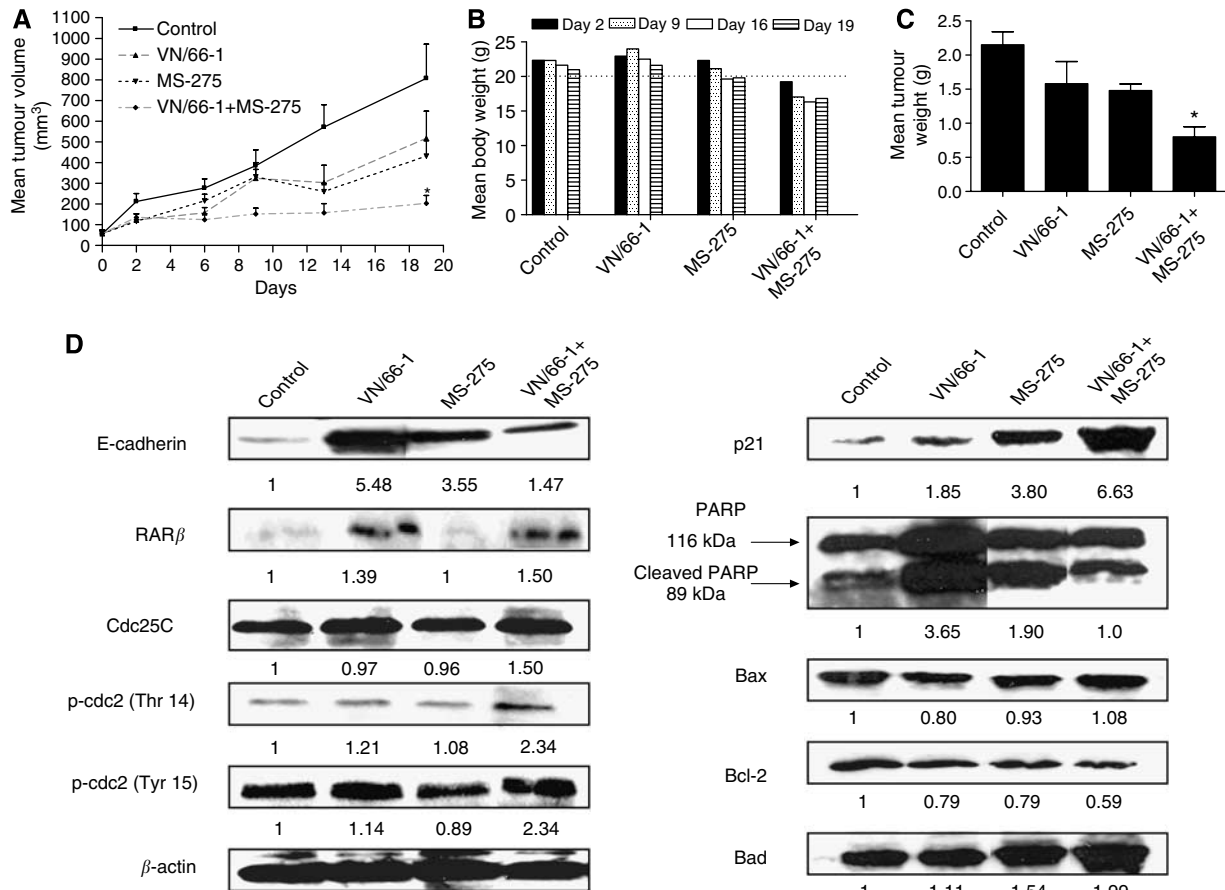 A
Mean tumour volume
(mm³)
1100
1000
900
800
700
600
500
400
300
200
100
0
Control
VN/66-1
MS-275
VN/66-1+MS-275
*
0 2 4 6 8 10 12 14 16 18 20
Days
B
Day 2 Day 9 Day 16 Day 19
Mean body weight (g)
25
20
15
10
5
0
Control
VN/66-1
MS-275
VN/66-1+
MS-275
C
Mean tumour
weight (g)
2.5
2.0
1.5
1.0
0.5
0.0
*
Control
VN/66-1
MS-275
VN/66-1+
MS-275
D
Control
VN/66-1
MS-275
VN/66-1+
MS-275
E-cadherin
1 5.48 3.55 1.47
RARβ
1 1.39 1 1.50
Cdc25C
1 0.97 0.96 1.50
p-cdc2 (Thr 14)
1 1.21 1.08 2.34
p-cdc2 (Tyr 15)
1 1.14 0.89 2.34
β-actin
Control
VN/66-1
MS-275
VN/66-1+
MS-275
p21
1 1.85 3.80 6.63
PARP
116 kDa
Cleaved PARP
89 kDa
1 3.65 1.90 1.0
Bax
1 0.80 0.93 1.08
Bcl-2
1 0.79 0.79 0.59
Bad
1 1.11 1.54